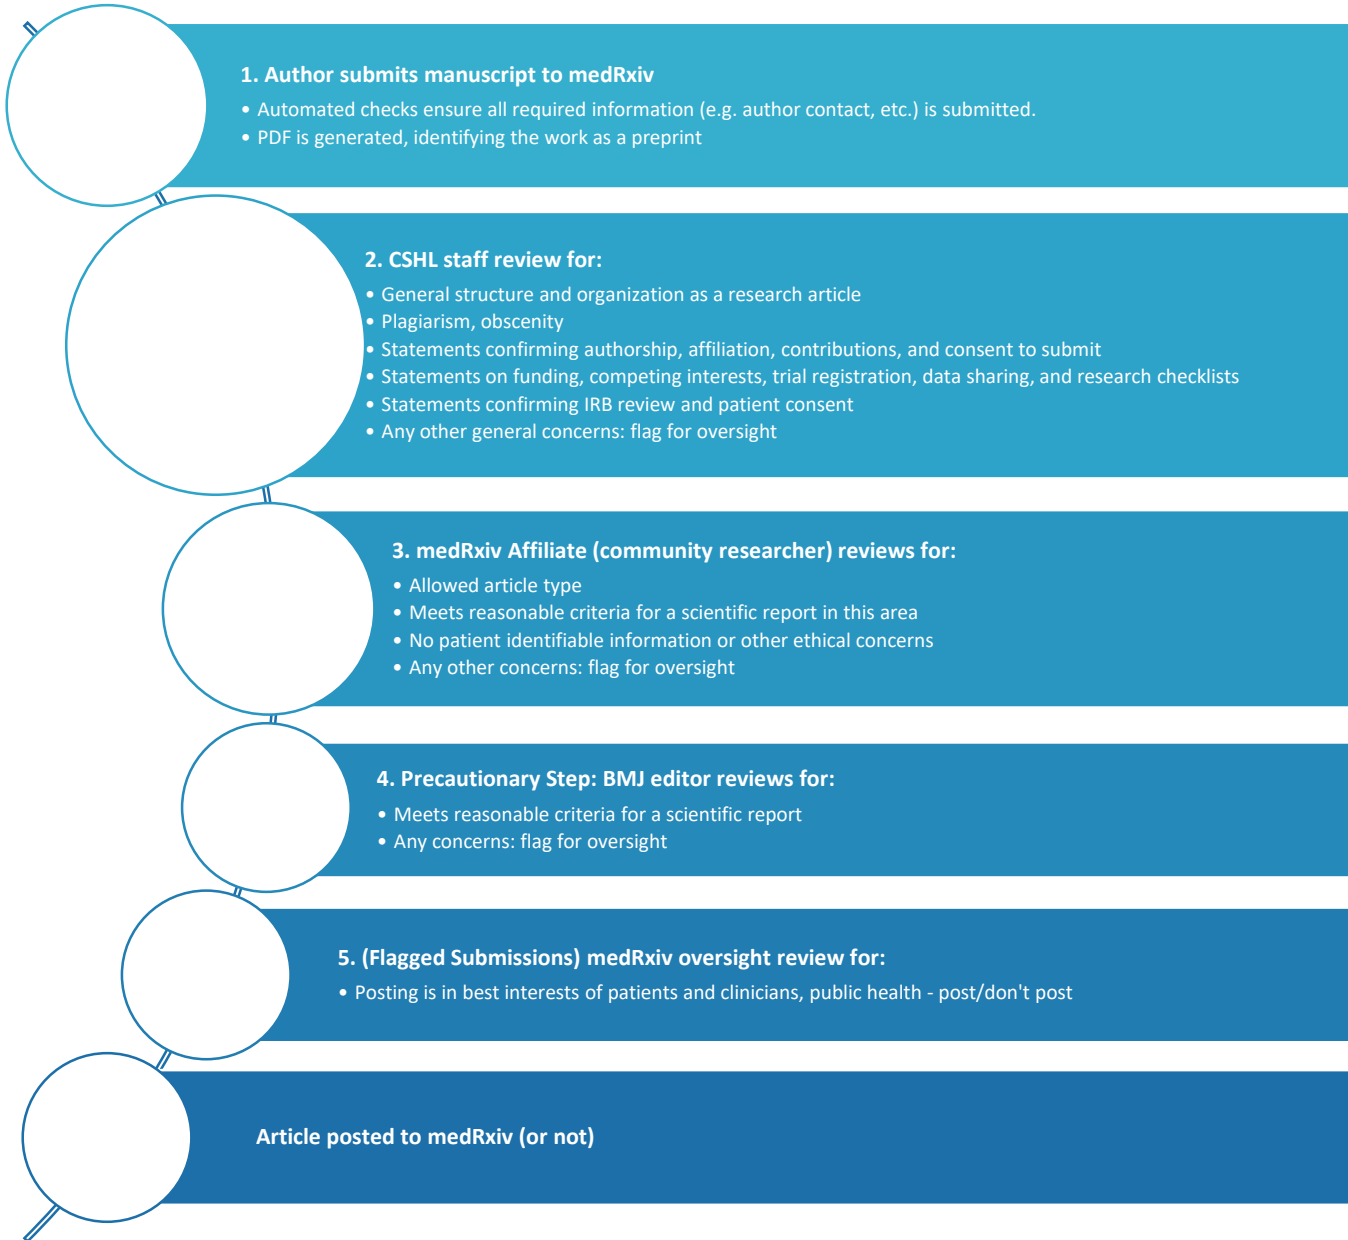 1. Author submits manuscript to medRxiv
• Automated checks ensure all required information (e.g. author contact, etc.) is submitted.
• PDF is generated, identifying the work as a preprint
2. CSHL staff review for:
• General structure and organization as a research article
• Plagiarism, obscenity
• Statements confirming authorship, affiliation, contributions, and consent to submit
• Statements on funding, competing interests, trial registration, data sharing, and research checklists
• Statements confirming IRB review and patient consent
• Any other general concerns: flag for oversight
3. medRxiv Affiliate (community researcher) reviews for:
• Allowed article type
• Meets reasonable criteria for a scientific report in this area
• No patient identifiable information or other ethical concerns
• Any other concerns: flag for oversight
4. Precautionary Step: BMJ editor reviews for:
• Meets reasonable criteria for a scientific report
• Any concerns: flag for oversight
5. (Flagged Submissions) medRxiv oversight review for:
• Posting is in best interests of patients and clinicians, public health - post/don't post
Article posted to medRxiv (or not)